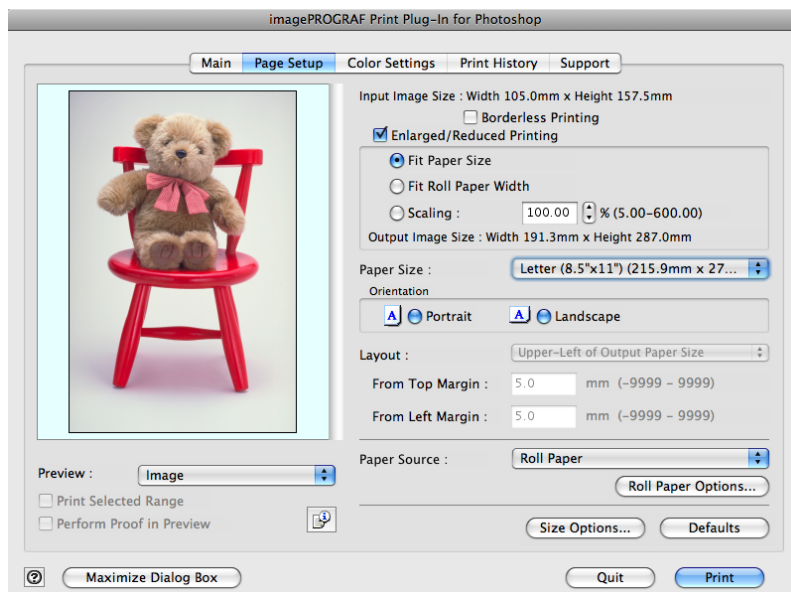 imagePROGRAF Print Plug-In for Photoshop
Main Page Setup Color Settings Print History Support
Input Image Size : Width 105.0mm x Height 157.5mm
Borderless Printing
Enlarged/Reduced Printing
Fit Paper Size
Fit Roll Paper Width
Scaling : 100.00 % (5.00-600.00)
Output Image Size : Width 191.3mm x Height 287.0mm
Paper Size : Letter (8.5"x11") (215.9mm x 27...
Orientation
A Portrait A Landscape
Layout : Upper-Left of Output Paper Size
From Top Margin : 5.0 mm (-9999 - 9999)
From Left Margin : 5.0 mm (-9999 - 9999)
Paper Source : Roll Paper
Roll Paper Options...
Preview : Image
Print Selected Range
Perform Proof in Preview
Size Options... Defaults
? Maximize Dialog Box Quit Print